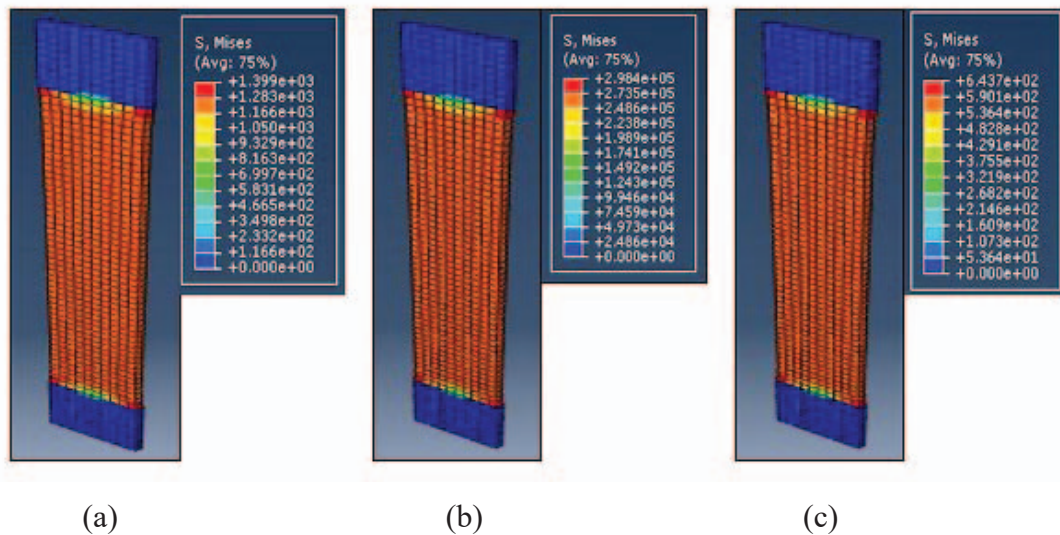 S, Mises
(Avg: 75%)
+1.399e+03
+1.283e+03
+1.166e+03
+1.050e+03
+9.329e+02
+8.163e+02
+6.997e+02
+5.831e+02
+4.665e+02
+3.498e+02
+2.332e+02
+1.166e+02
+0.000e+00
S, Mises
(Avg: 75%)
+2.984e+05
+2.735e+05
+2.486e+05
+2.238e+05
+1.989e+05
+1.741e+05
+1.492e+05
+1.243e+05
+9.946e+04
+7.459e+04
+4.973e+04
+2.486e+04
+0.000e+00
S, Mises
(Avg: 75%)
+6.437e+02
+5.901e+02
+5.364e+02
+4.828e+02
+4.291e+02
+3.755e+02
+3.219e+02
+2.682e+02
+2.146e+02
+1.609e+02
+1.073e+02
+5.364e+01
+0.000e+00
(a)
(b)
(c)